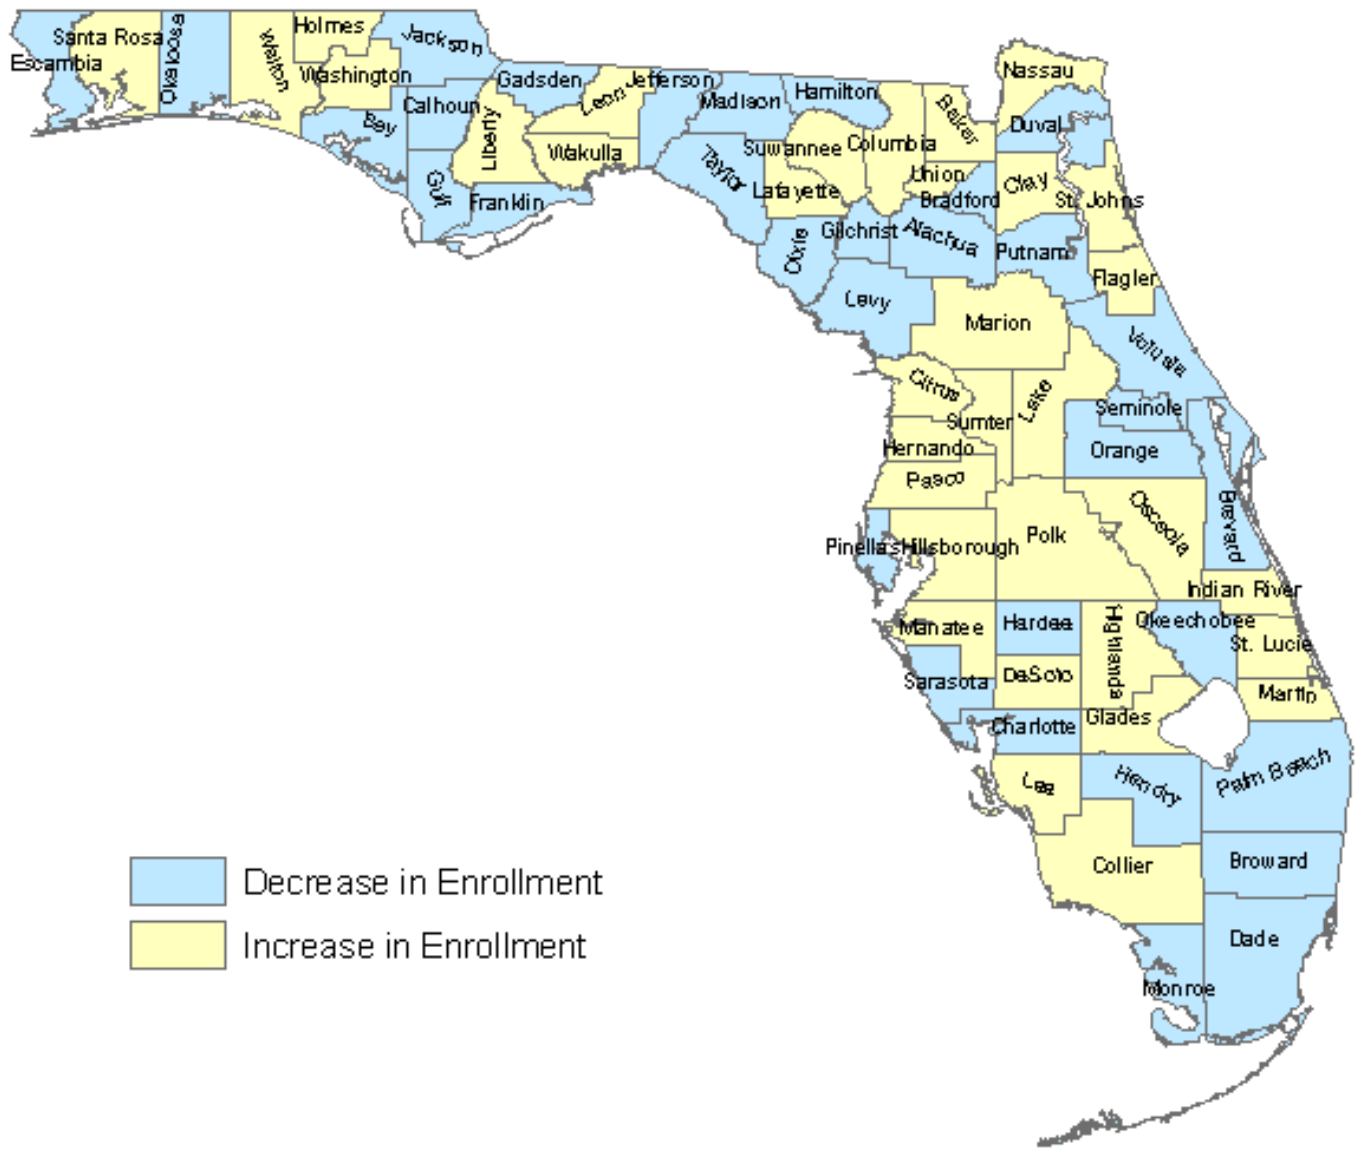 Holmes
Jackson
Santa Rosa
Escambia
Okaloosa
Walton
Washington
Gadsden
Jefferson
Leon
Madison
Hamilton
Nassau
Calhoun
Bay
Liberty
Wakulla
Taylor
Suwannee
Columbia
Baker
Duval
Gulf
Franklin
Lafayette
Union
Bradford
Clay
St. Johns
Dixie
Gilchrist
Alachua
Putnam
Flagler
Levy
Marion
Volusia
Citrus
Sumter
Lake
Seminole
Hernando
Orange
Pasco
Osceola
Brevard
Pinellas
Hillsborough
Polk
Indian River
Manatee
Hardee
Highlands
Okeechobee
St. Lucie
Sarasota
DeSoto
Martin
Charlotte
Glades
Lee
Hendry
Palm Beach
Collier
Broward
Decrease in Enrollment
Increase in Enrollment
Dade
Monroe